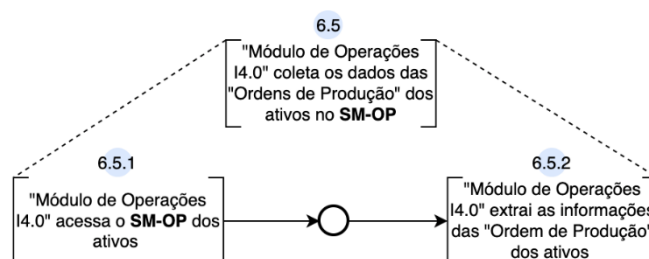 6.5
"Módulo de Operações
I4.0" coleta os dados das
"Ordens de Produção" dos
ativos no SM-OP
6.5.1
"Módulo de Operações
I4.0" acessa o SM-OP dos
ativos
6.5.2
"Módulo de Operações
I4.0" extrai as informações
das "Ordem de Produção"
dos ativos